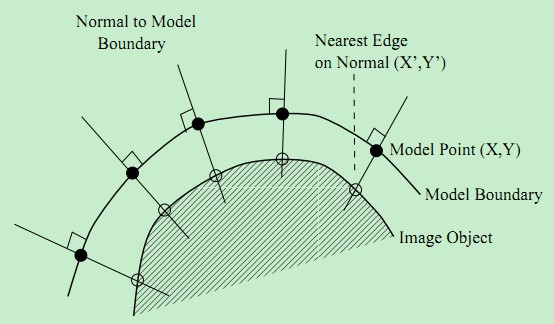 Normal to Model
Boundary
Nearest Edge
on Normal (X’,Y’)
Model Point (X,Y)
Model Boundary
Image Object